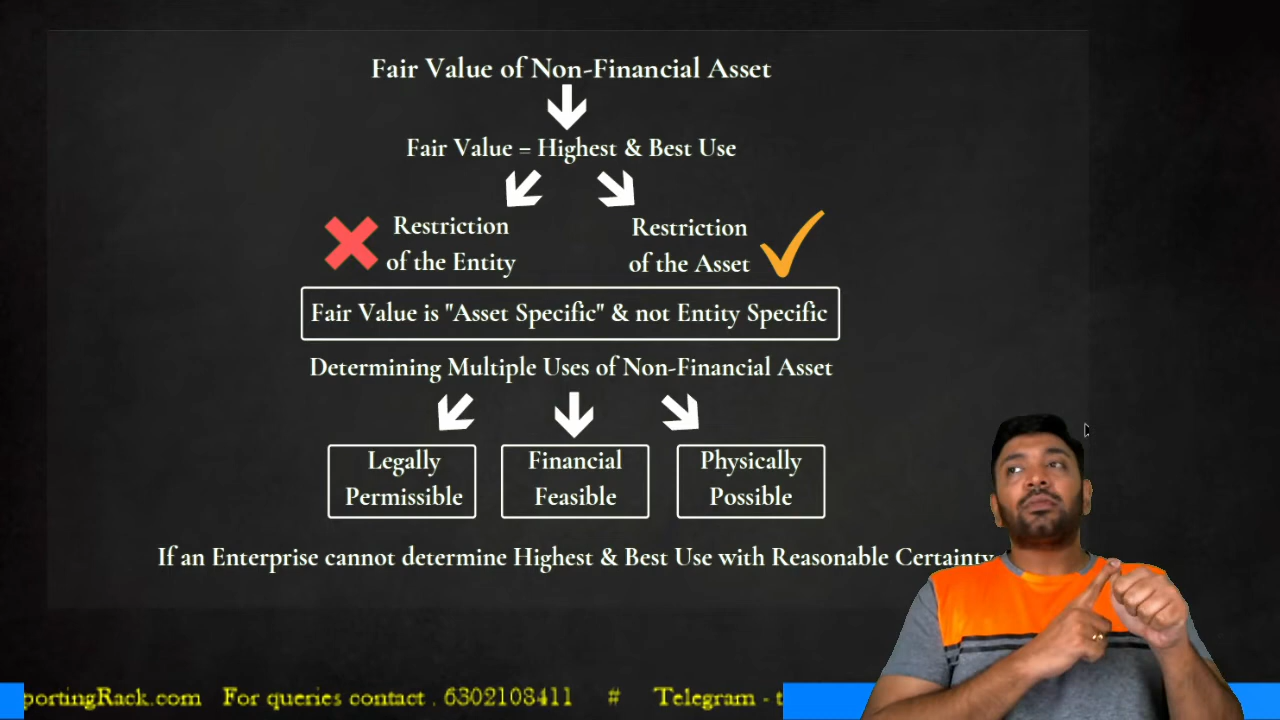 Fair Value of Non-Financial Asset
Fair Value = Highest & Best Use
Restriction
of the Entity
Restriction
of the Asset
Fair Value is "Asset Specific" & not Entity Specific
Determining Multiple Uses of Non-Financial Asset
Legally
Permissible
Financial
Feasible
Physically
Possible
If an Enterprise cannot determine Highest & Best Use with Reasonable Certainty
portingRack.com For queries contact . 6302108411 # Telegram - t